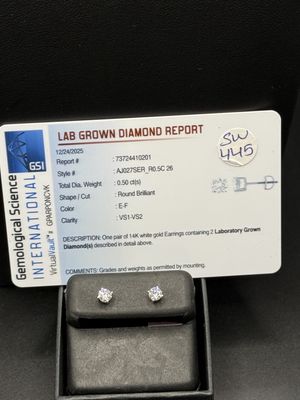 LAB GROWN DIAMOND REPORT
12/24/2025
Report # : 73724410201
Style # : AJ027SER_R0.5C 26
Total Dia. Weight : 0.50 ct(s)
Shape / Cut : Round Brilliant
Color : E-F
Clarity : VS1-VS2
DESCRIPTION: One pair of 14K white gold Earrings containing 2 Laboratory Grown
Diamond(s) described in detail above.
COMMENTS: Grades and weights as permitted by mounting.
SW
445
Gemological Science
INTERNATIONAL
GSI
VirtualVault™# GPARPONCVK